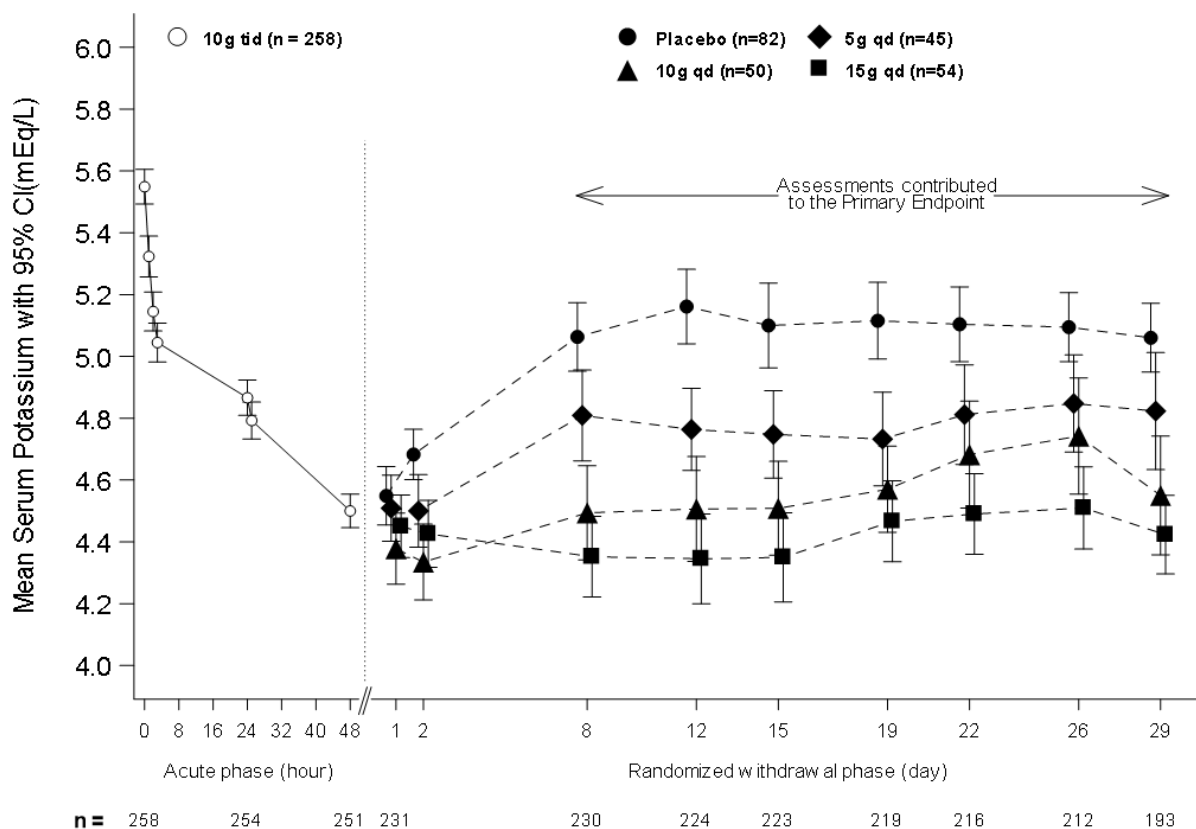 10g tid (n = 258)
Placebo (n=82)
5g qd (n=45)
10g qd (n=50)
15g qd (n=54)
Mean Serum Potassium with 95% CI(mEq/L)
6.0
5.8
5.6
5.4
5.2
5.0
4.8
4.6
4.4
4.2
4.0
Assessments contributed
to the Primary Endpoint
0 8 16 24 32 40 48 // 1 2 8 12 15 19 22 26 29
Acute phase (hour)
Randomized withdrawal phase (day)
n = 258 254 251 231 230 224 223 219 216 212 193